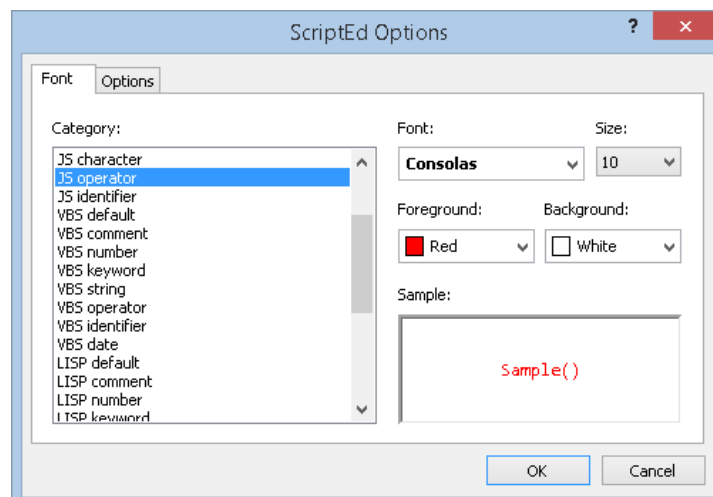 ScriptEd Options
?
Font
Options
Category:
JS character
JS operator
JS identifier
VBS default
VBS comment
VBS number
VBS keyword
VBS string
VBS operator
VBS identifier
VBS date
LISP default
LISP comment
LISP number
LISP keyword
Font:
Size:
Consolas
10
Foreground:
Background:
Red
White
Sample:
Sample()
OK
Cancel